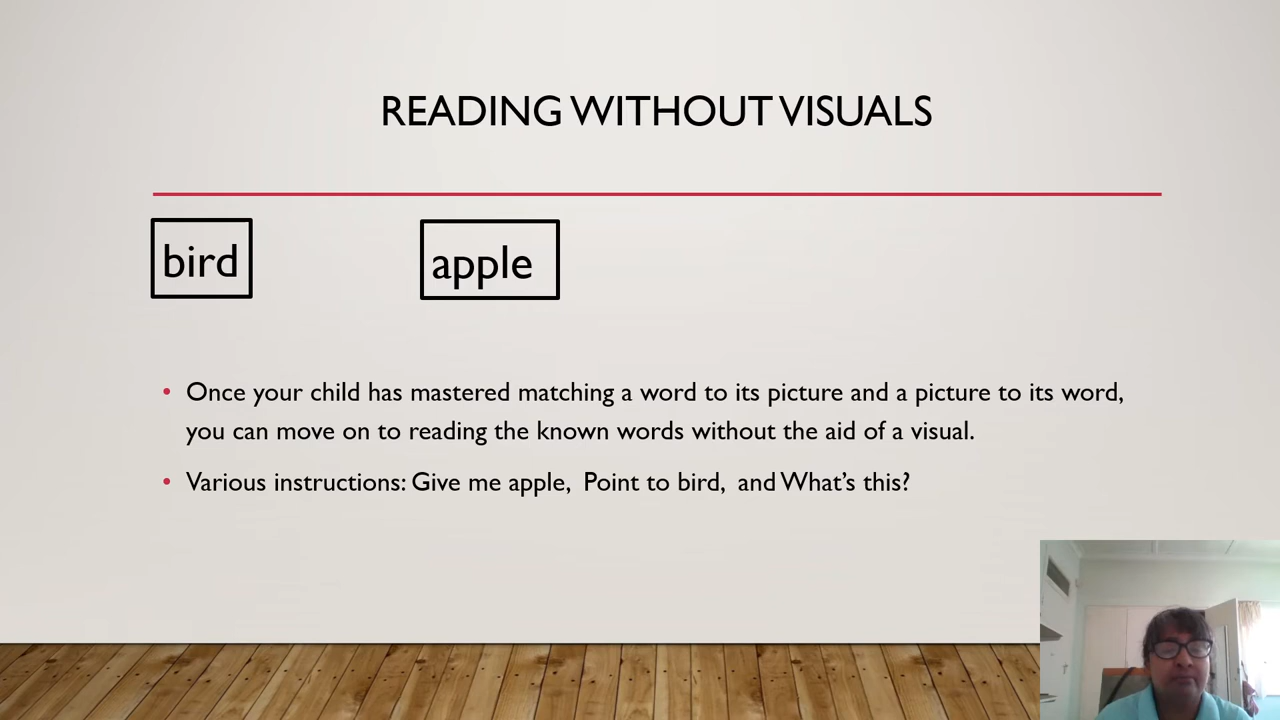 READING WITHOUT VISUALS
bird apple
Once your child has mastered matching a word to its picture and a picture to its word,
you can move on to reading the known words without the aid of a visual.
Various instructions: Give me apple, Point to bird, and What’s this?